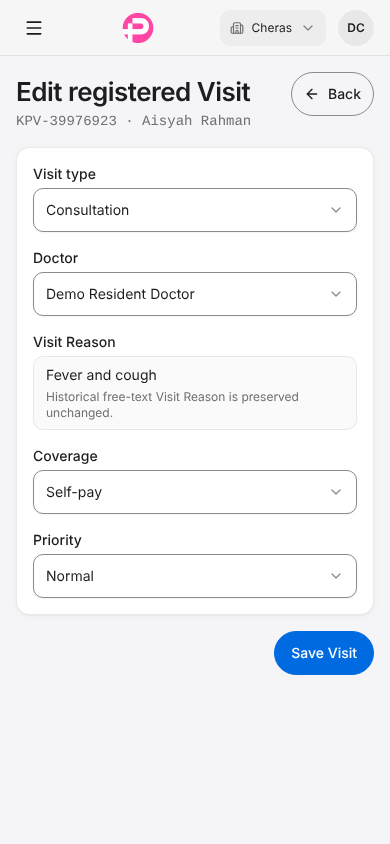 Cheras
DC
Edit registered Visit
Back
KPV-39976923 · Aisyah Rahman
Visit type
Consultation
Doctor
Demo Resident Doctor
Visit Reason
Fever and cough
Historical free-text Visit Reason is preserved
unchanged.
Coverage
Self-pay
Priority
Normal
Save Visit